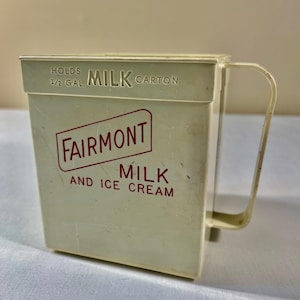 HOLDS
1/2 GAL MILK CARTON
FAIRMONT
MILK
AND ICE CREAM